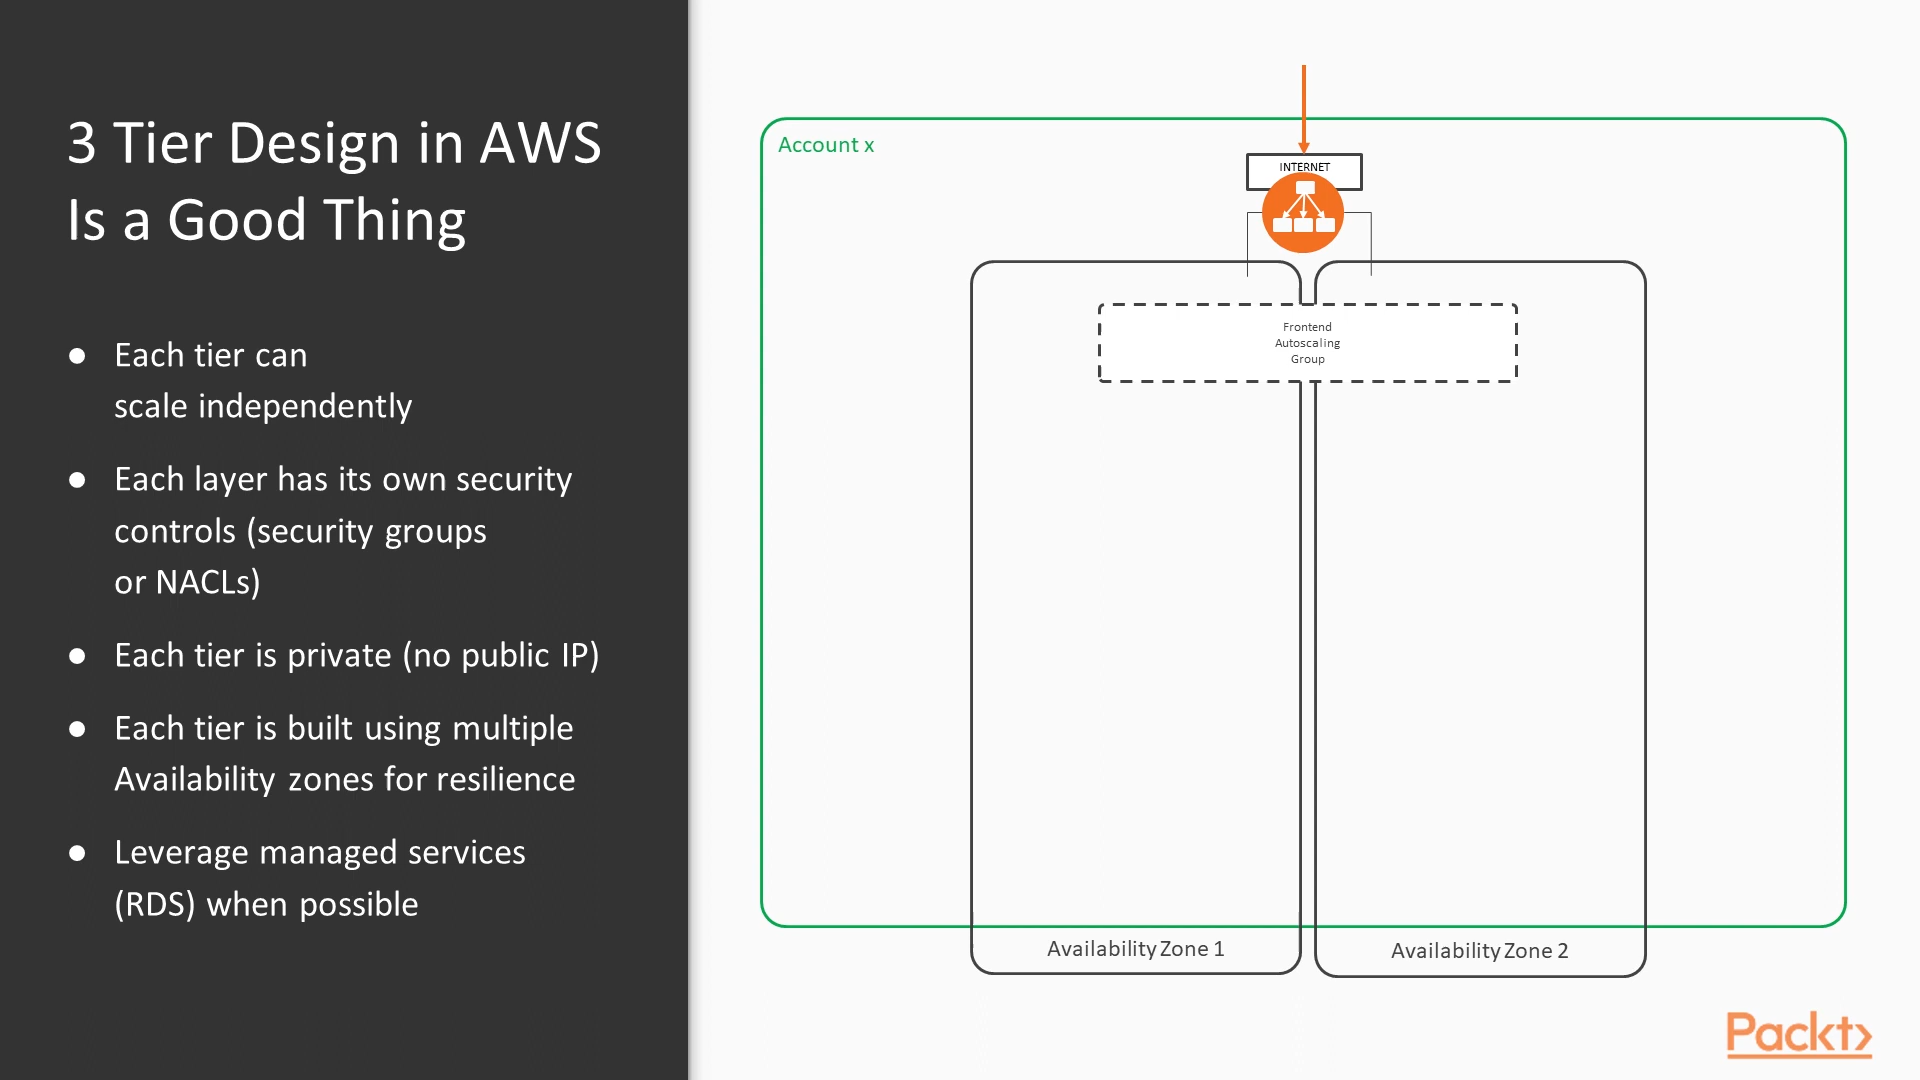 3 Tier Design in AWS
Is a Good Thing
● Each tier can
scale independently
● Each layer has its own security
controls (security groups
or NACLs)
● Each tier is private (no public IP)
● Each tier is built using multiple
Availability zones for resilience
● Leverage managed services
(RDS) when possible
Account x
INTERNET
Frontend
Autoscaling
Group
Availability Zone 1
Availability Zone 2
Packt>